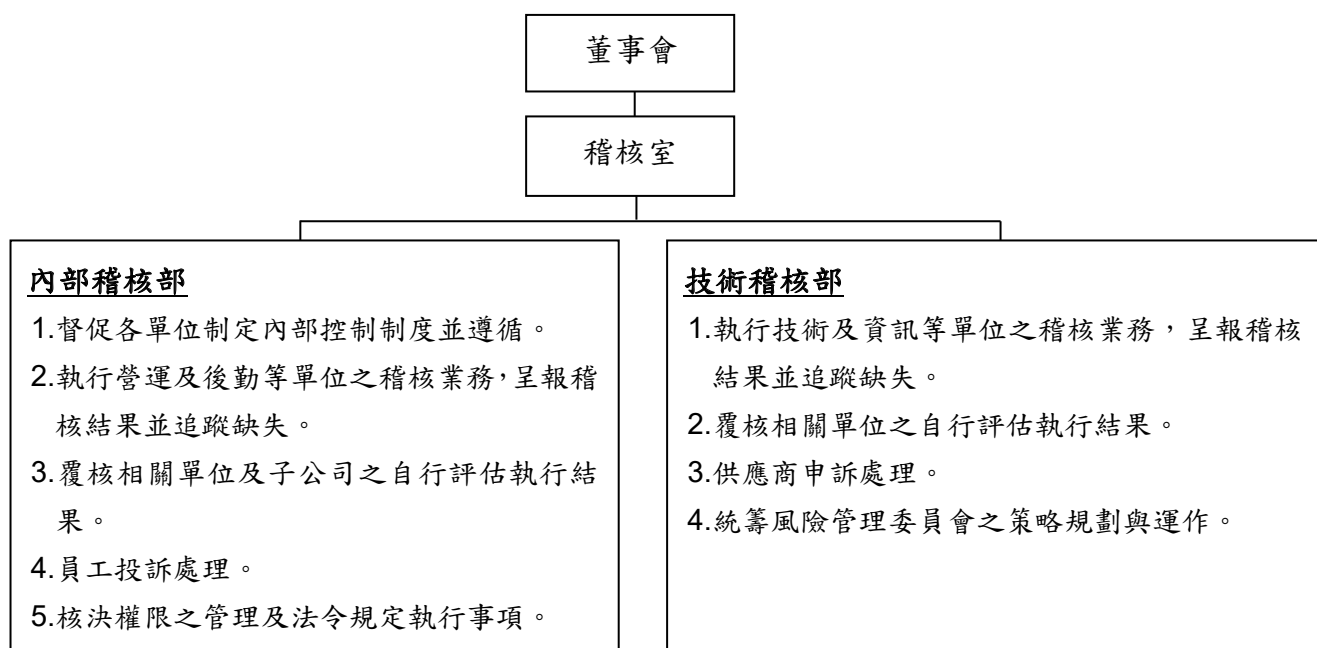 董事會
稽核室
內部稽核部
1.督促各單位制定內部控制制度並遵循。
2.執行營運及後勤等單位之稽核業務,呈報稽
核結果並追蹤缺失。
3.覆核相關單位及子公司之自行評估執行結
果。
4.員工投訴處理。
5.核決權限之管理及法令規定執行事項。
技術稽核部
1.執行技術及資訊等單位之稽核業務,呈報稽核
結果並追蹤缺失。
2.覆核相關單位之自行評估執行結果。
3.供應商申訴處理。
4.統籌風險管理委員會之策略規劃與運作。